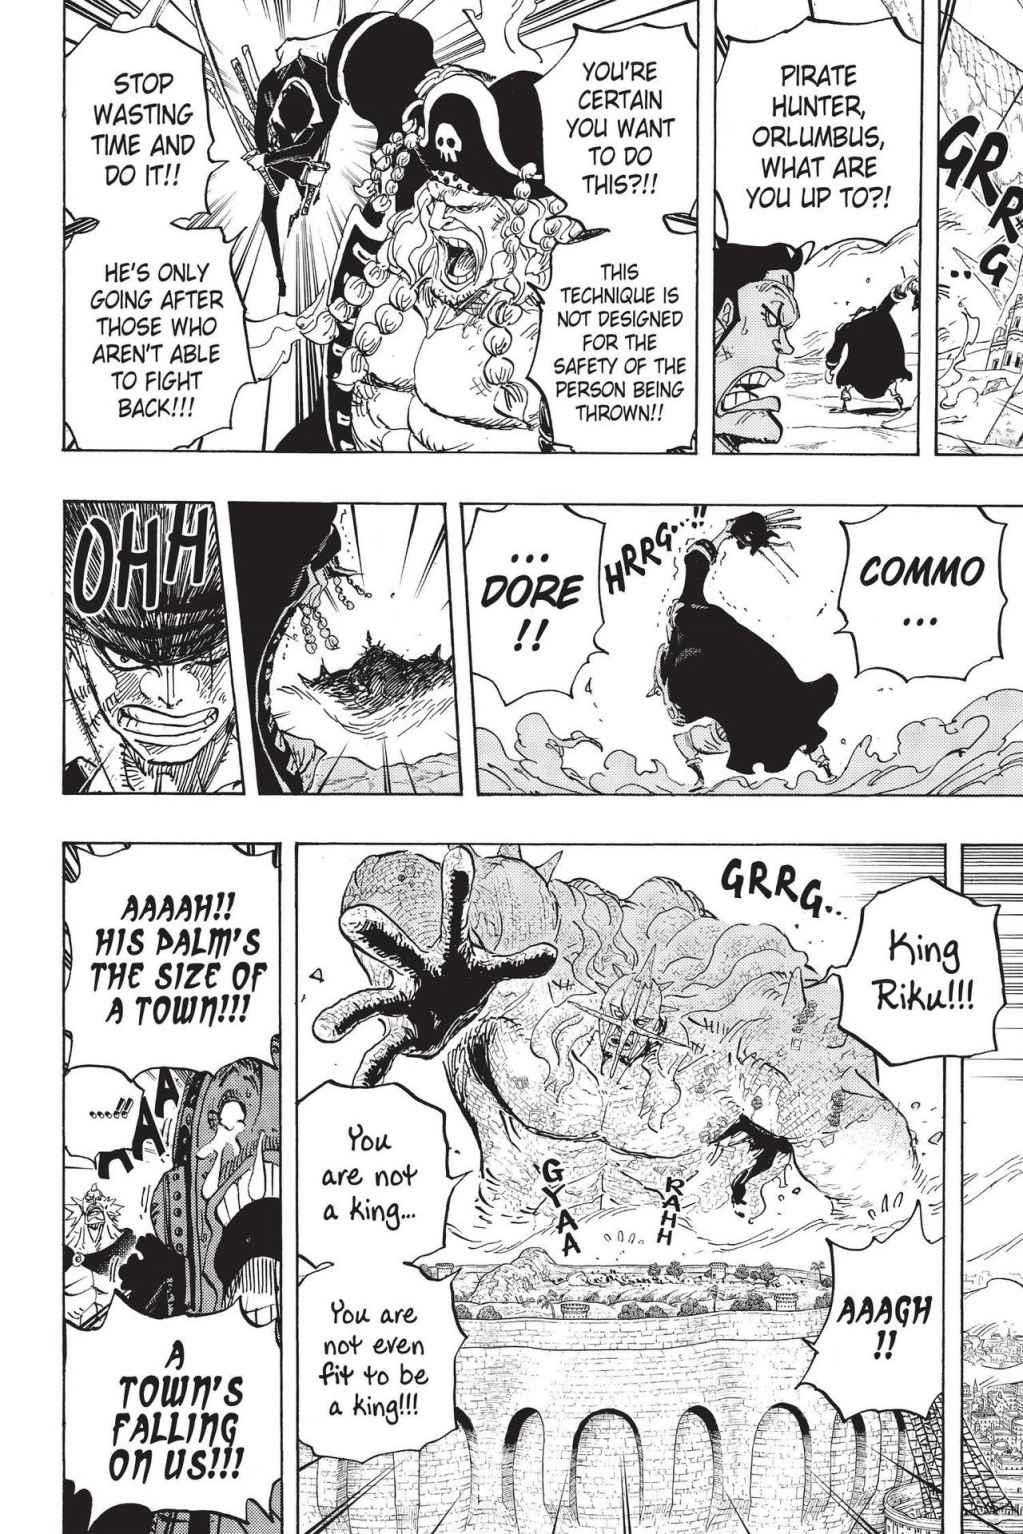 GRR
RR
G
...
PIRATE
HUNTER,
ORLUMBUS,
WHAT ARE
YOU UP TO?!
YOU'RE
CERTAIN
YOU WANT
TO DO
THIS?!!
THIS
TECHNIQUE IS
NOT DESIGNED
FOR THE
SAFETY OF THE
PERSON BEING
THROWN!!
STOP
WASTING
TIME AND
DO IT!!
HE'S ONLY
GOING AFTER
THOSE WHO
AREN'T ABLE
TO FIGHT
BACK!!!
COMMO
...
HRRG...!!
...
DORE
!!
OHH
King
Riku!!!
GRRG...
You
are not
a king...
You are
not even
fit to be
a king!!!
RAHH
GYAA
AAAGH
!!
AAAAH!!
HIS PALM'S
THE SIZE OF
A TOWN!!!
...!!
AA
A
TOWN'S
FALLING
ON US!!!